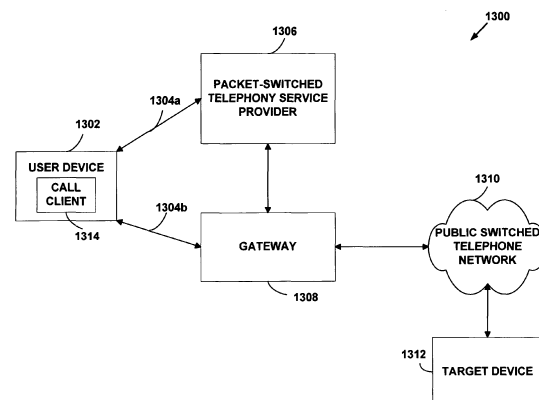 1300
1306
PACKET-SWITCHED
TELEPHONY SERVICE
PROVIDER
1304a
1302
USER DEVICE
CALL
CLIENT
1314
1304b
GATEWAY
1308
1310
PUBLIC SWITCHED
TELEPHONE
NETWORK
1312
TARGET DEVICE